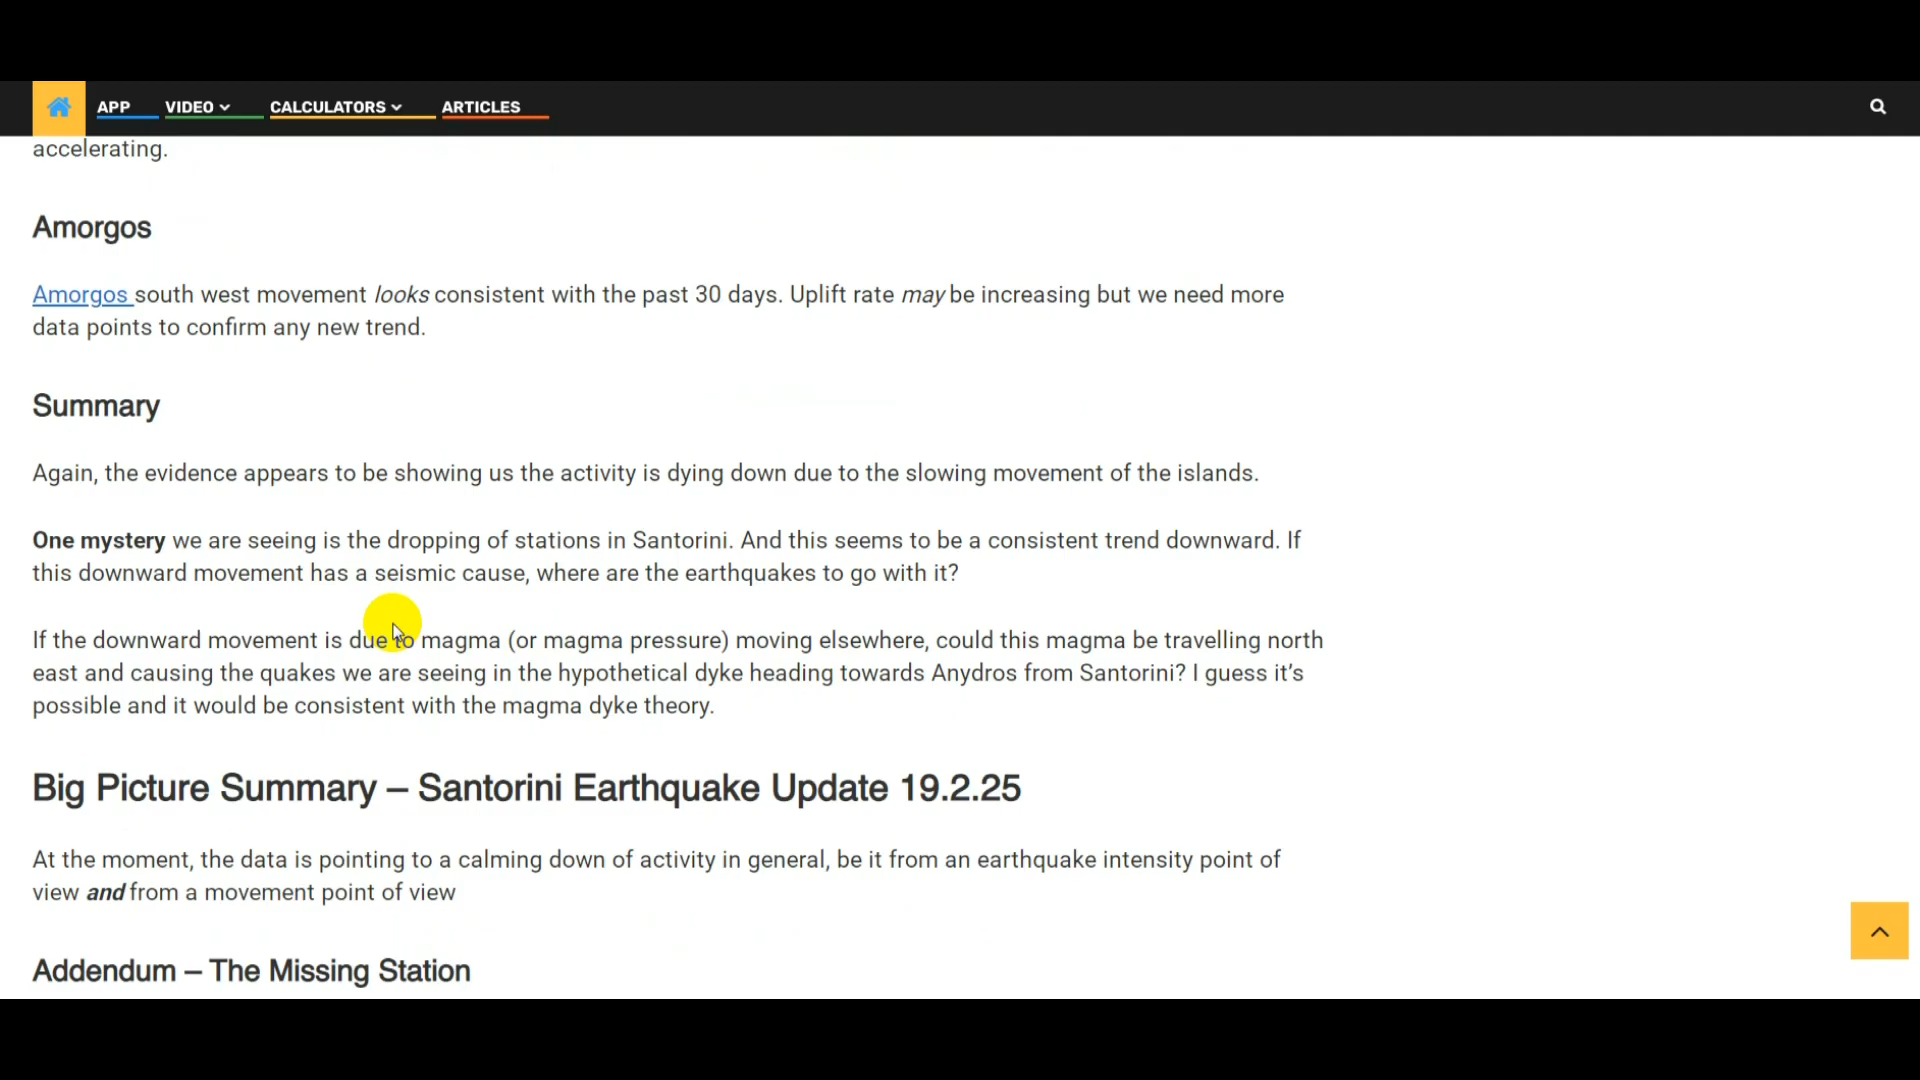 APP VIDEO CALCULATORS ARTICLES
accelerating.
Amorgos
Amorgos south west movement looks consistent with the past 30 days. Uplift rate may be increasing but we need more
data points to confirm any new trend.
Summary
Again, the evidence appears to be showing us the activity is dying down due to the slowing movement of the islands.
One mystery we are seeing is the dropping of stations in Santorini. And this seems to be a consistent trend downward. If
this downward movement has a seismic cause, where are the earthquakes to go with it?
If the downward movement is due to magma (or magma pressure) moving elsewhere, could this magma be travelling north
east and causing the quakes we are seeing in the hypothetical dyke heading towards Anydros from Santorini? I guess it’s
possible and it would be consistent with the magma dyke theory.
Big Picture Summary – Santorini Earthquake Update 19.2.25
At the moment, the data is pointing to a calming down of activity in general, be it from an earthquake intensity point of
view and from a movement point of view
Addendum – The Missing Station